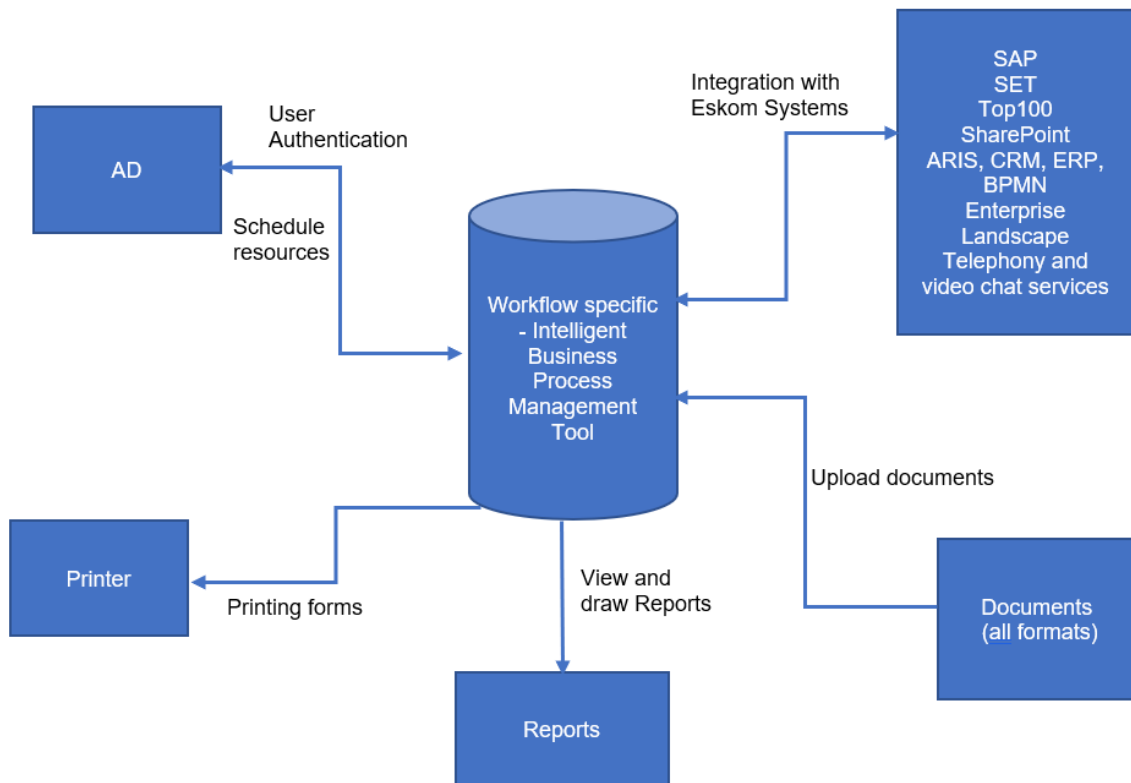 SAP
SET
Top100
SharePoint
ARIS, CRM, ERP,
BPMN
Enterprise
Landscape
Telephony and
video chat services
Integration with
Eskom Systems
User
Authentication
AD
Schedule
resources
Workflow specific
- Intelligent
Business
Process
Management
Tool
Upload documents
Printer
Printing forms
View and
draw Reports
Documents
(all formats)
Reports